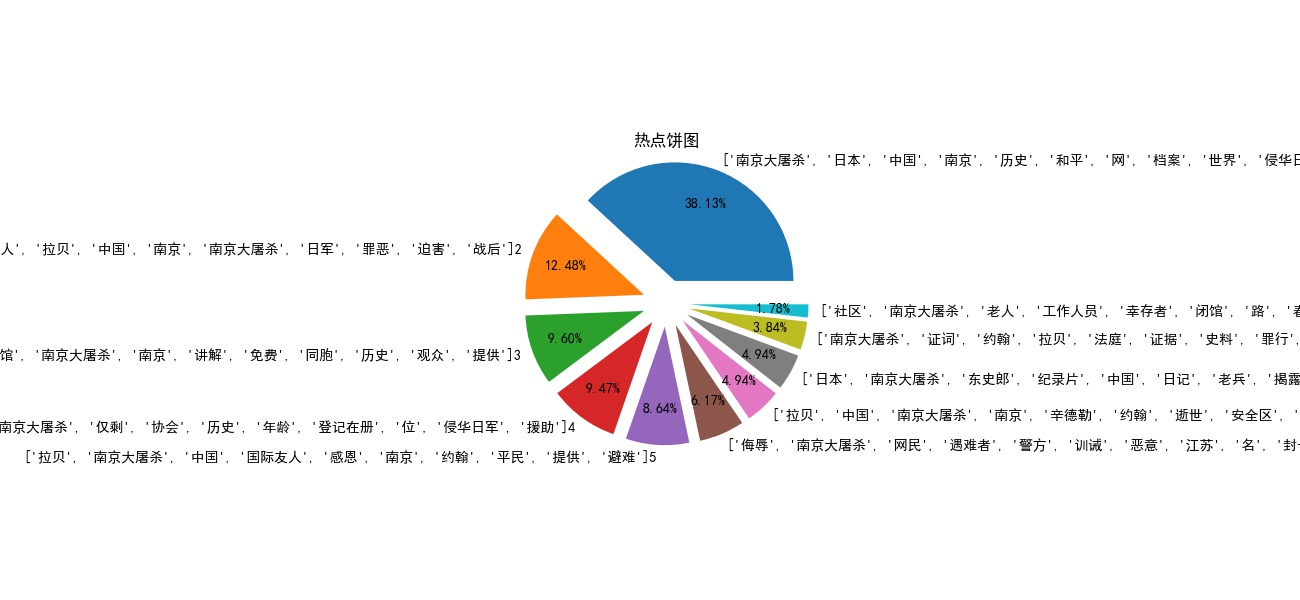 热点饼图
['南京大屠杀', '日本', '中国', '南京', '历史', '和平', '网', '档案', '世界', '侵华日
38.13%
人', '拉贝', '中国', '南京', '南京大屠杀', '日军', '罪恶', '迫害', '战后']2
12.48%
馆', '南京大屠杀', '南京', '讲解', '免费', '同胞', '历史', '观众', '提供']3
9.60%
南京大屠杀', '仅剩', '协会', '历史', '年龄', '登记在册', '位', '侵华日军', '援助']4
9.47%
['拉贝', '南京大屠杀', '中国', '国际友人', '感恩', '南京', '约翰', '平民', '提供', '避难']5
8.64%
6.17%
['侮辱', '南京大屠杀', '网民', '遇难者', '警方', '训诫', '恶意', '江苏', '名', '
4.94%
['拉贝', '中国', '南京大屠杀', '南京', '辛德勒', '约翰', '逝世', '安全区', '
4.94%
['日本', '南京大屠杀', '东史郎', '纪录片', '中国', '日记', '老兵', '揭露
3.84%
['南京大屠杀', '证词', '约翰', '拉贝', '法庭', '证据', '史料', '罪行',
1.78%
['社区', '南京大屠杀', '老人', '工作人员', '幸存者', '闭馆', '路', '